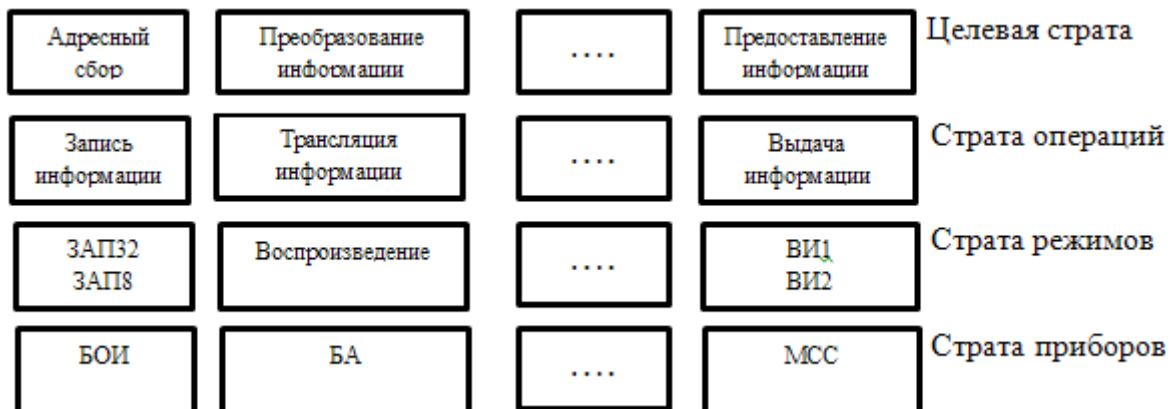 Адресный
сбор
Преобразование
информации
....
Предоставление
информации
Целевая страта
Запись
информации
Трансляция
информации
....
Выдача
информации
Страта операций
ЗАП32
ЗАП8
Воспроизведение
....
ВИ1
ВИ2
Страта режимов
БОИ
БА
....
МСС
Страта приборов